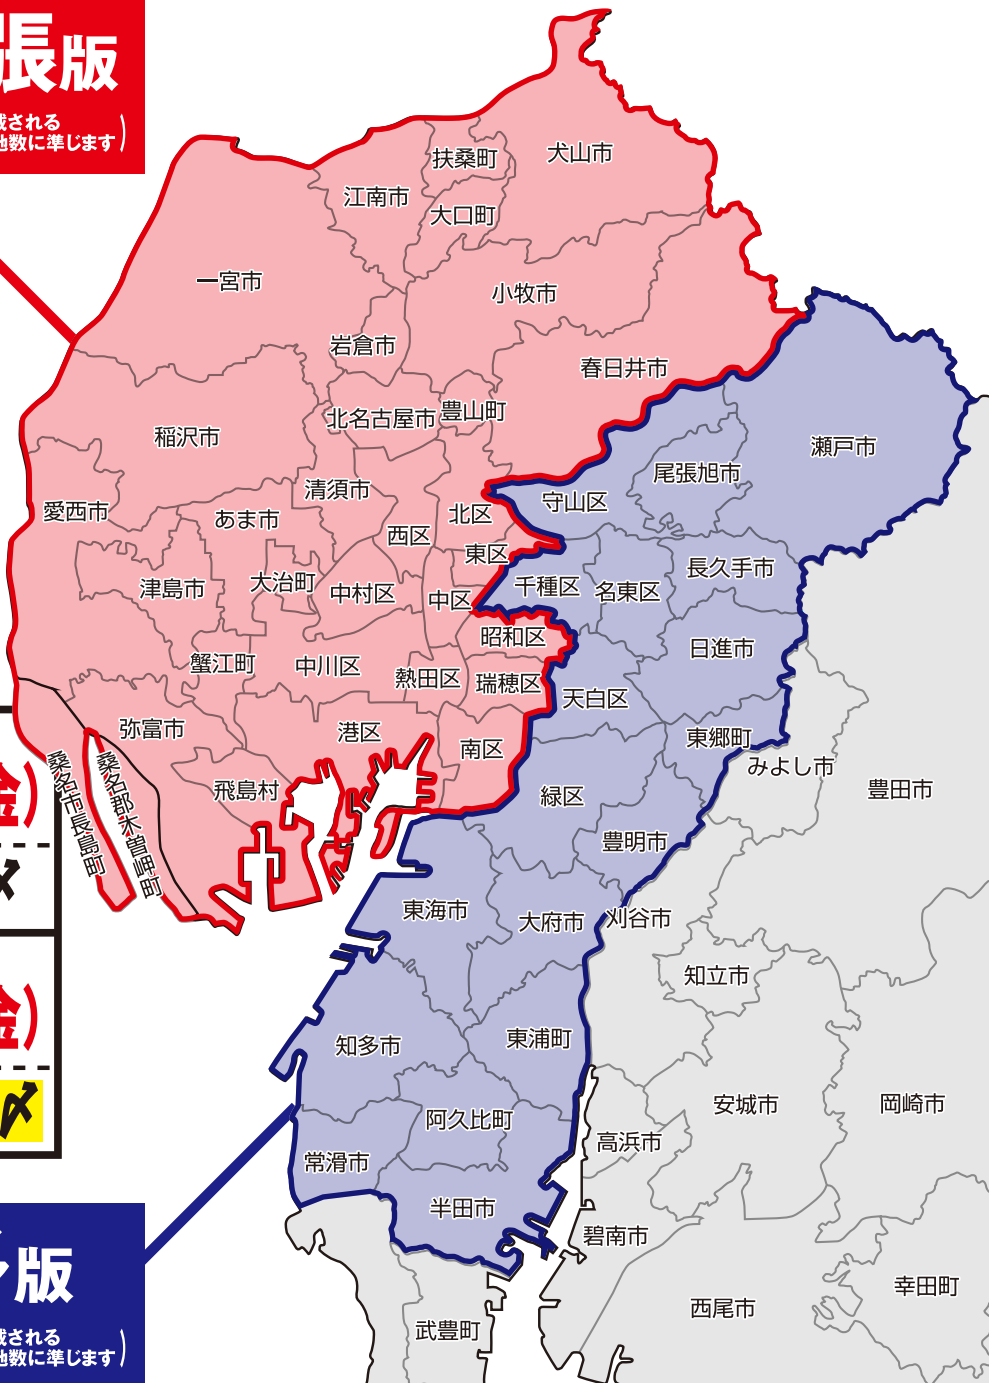 張版
される
地数に準じます)
犬山市
扶桑町
江南市
大口町
一宮市
小牧市
岩倉市
春日井市
北名古屋市
豊山町
稲沢市
瀬戸市
尾張旭市
清須市
守山区
愛西市
あま市
北区
西区
東区
長久手市
津島市
大治町
中村区
中区
千種区
名東区
昭和区
日進市
蟹江町
中川区
熱田区
瑞穂区
天白区
弥富市
港区
南区
東郷町
みよし市
桑名市長島町
桑名郡木曽岬町
飛島村
緑区
豊田市
金)
豊明市
〆
東海市
大府市
刈谷市
知立市
金)
知多市
東浦町
〆
阿久比町
安城市
岡崎市
高浜市
常滑市
半田市
碧南市
版
幸田町
西尾市
武豊町
される
地数に準じます)